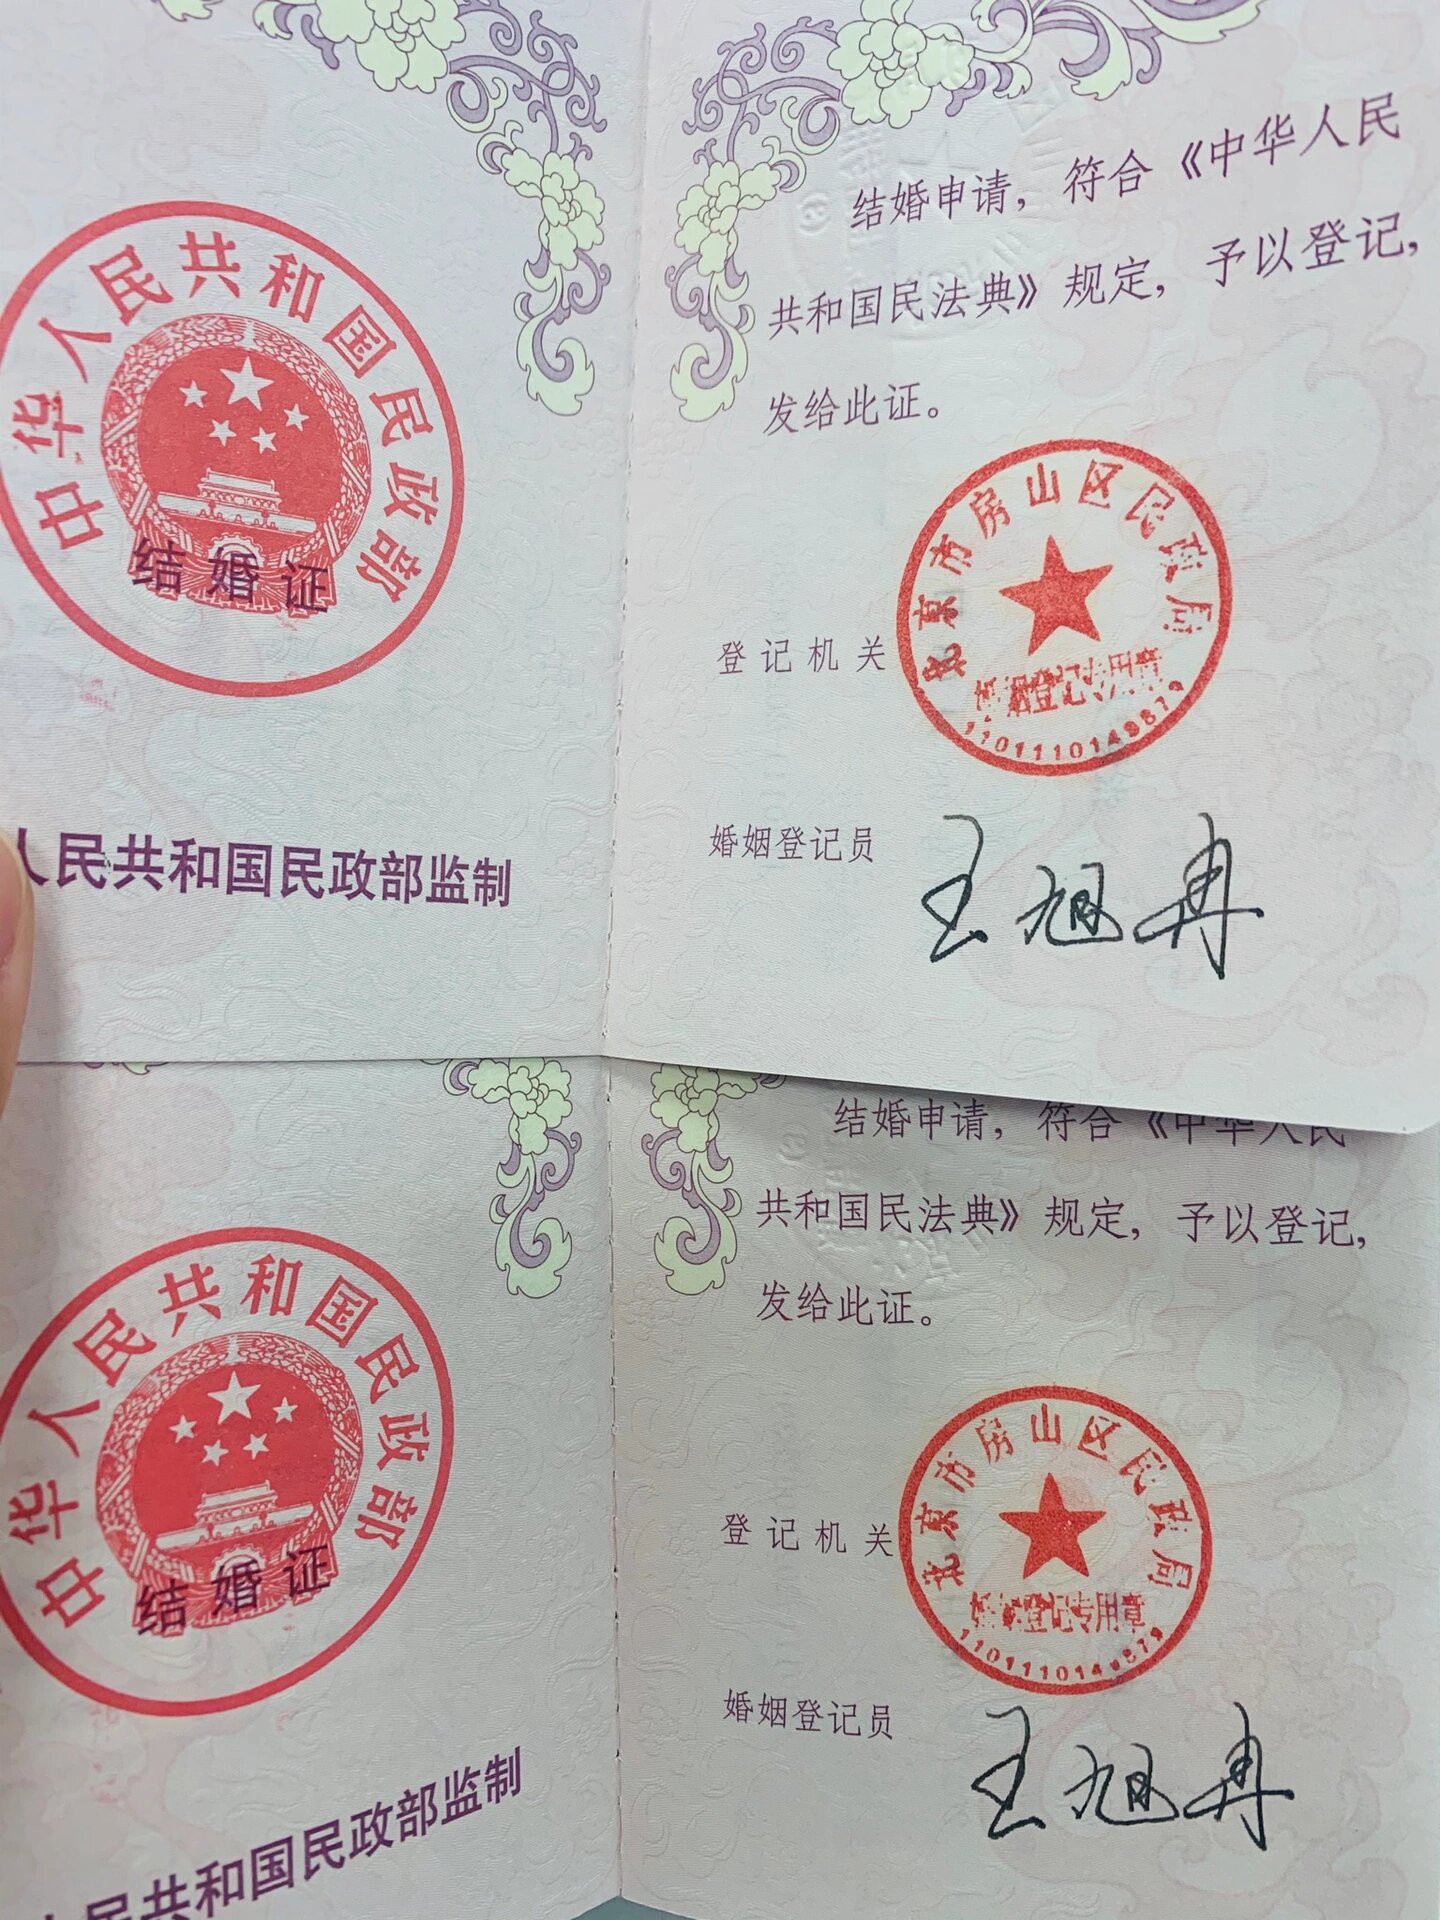 中华人民共和国民政部
结婚证
人民共和国民政部监制
结婚申请，符合《中华人民
共和国民法典》规定，予以登记，
发给此证。
北京市房山区民政局
登记机关
婚姻登记专用章
婚姻登记员
王旭冉
中华人民共和国民政部
结婚证
民共和国民政部监制
结婚申请，符合《中华人民
共和国民法典》规定，予以登记，
发给此证。
北京市房山区民政局
登记机关
婚姻登记专用章
婚姻登记员
王旭冉